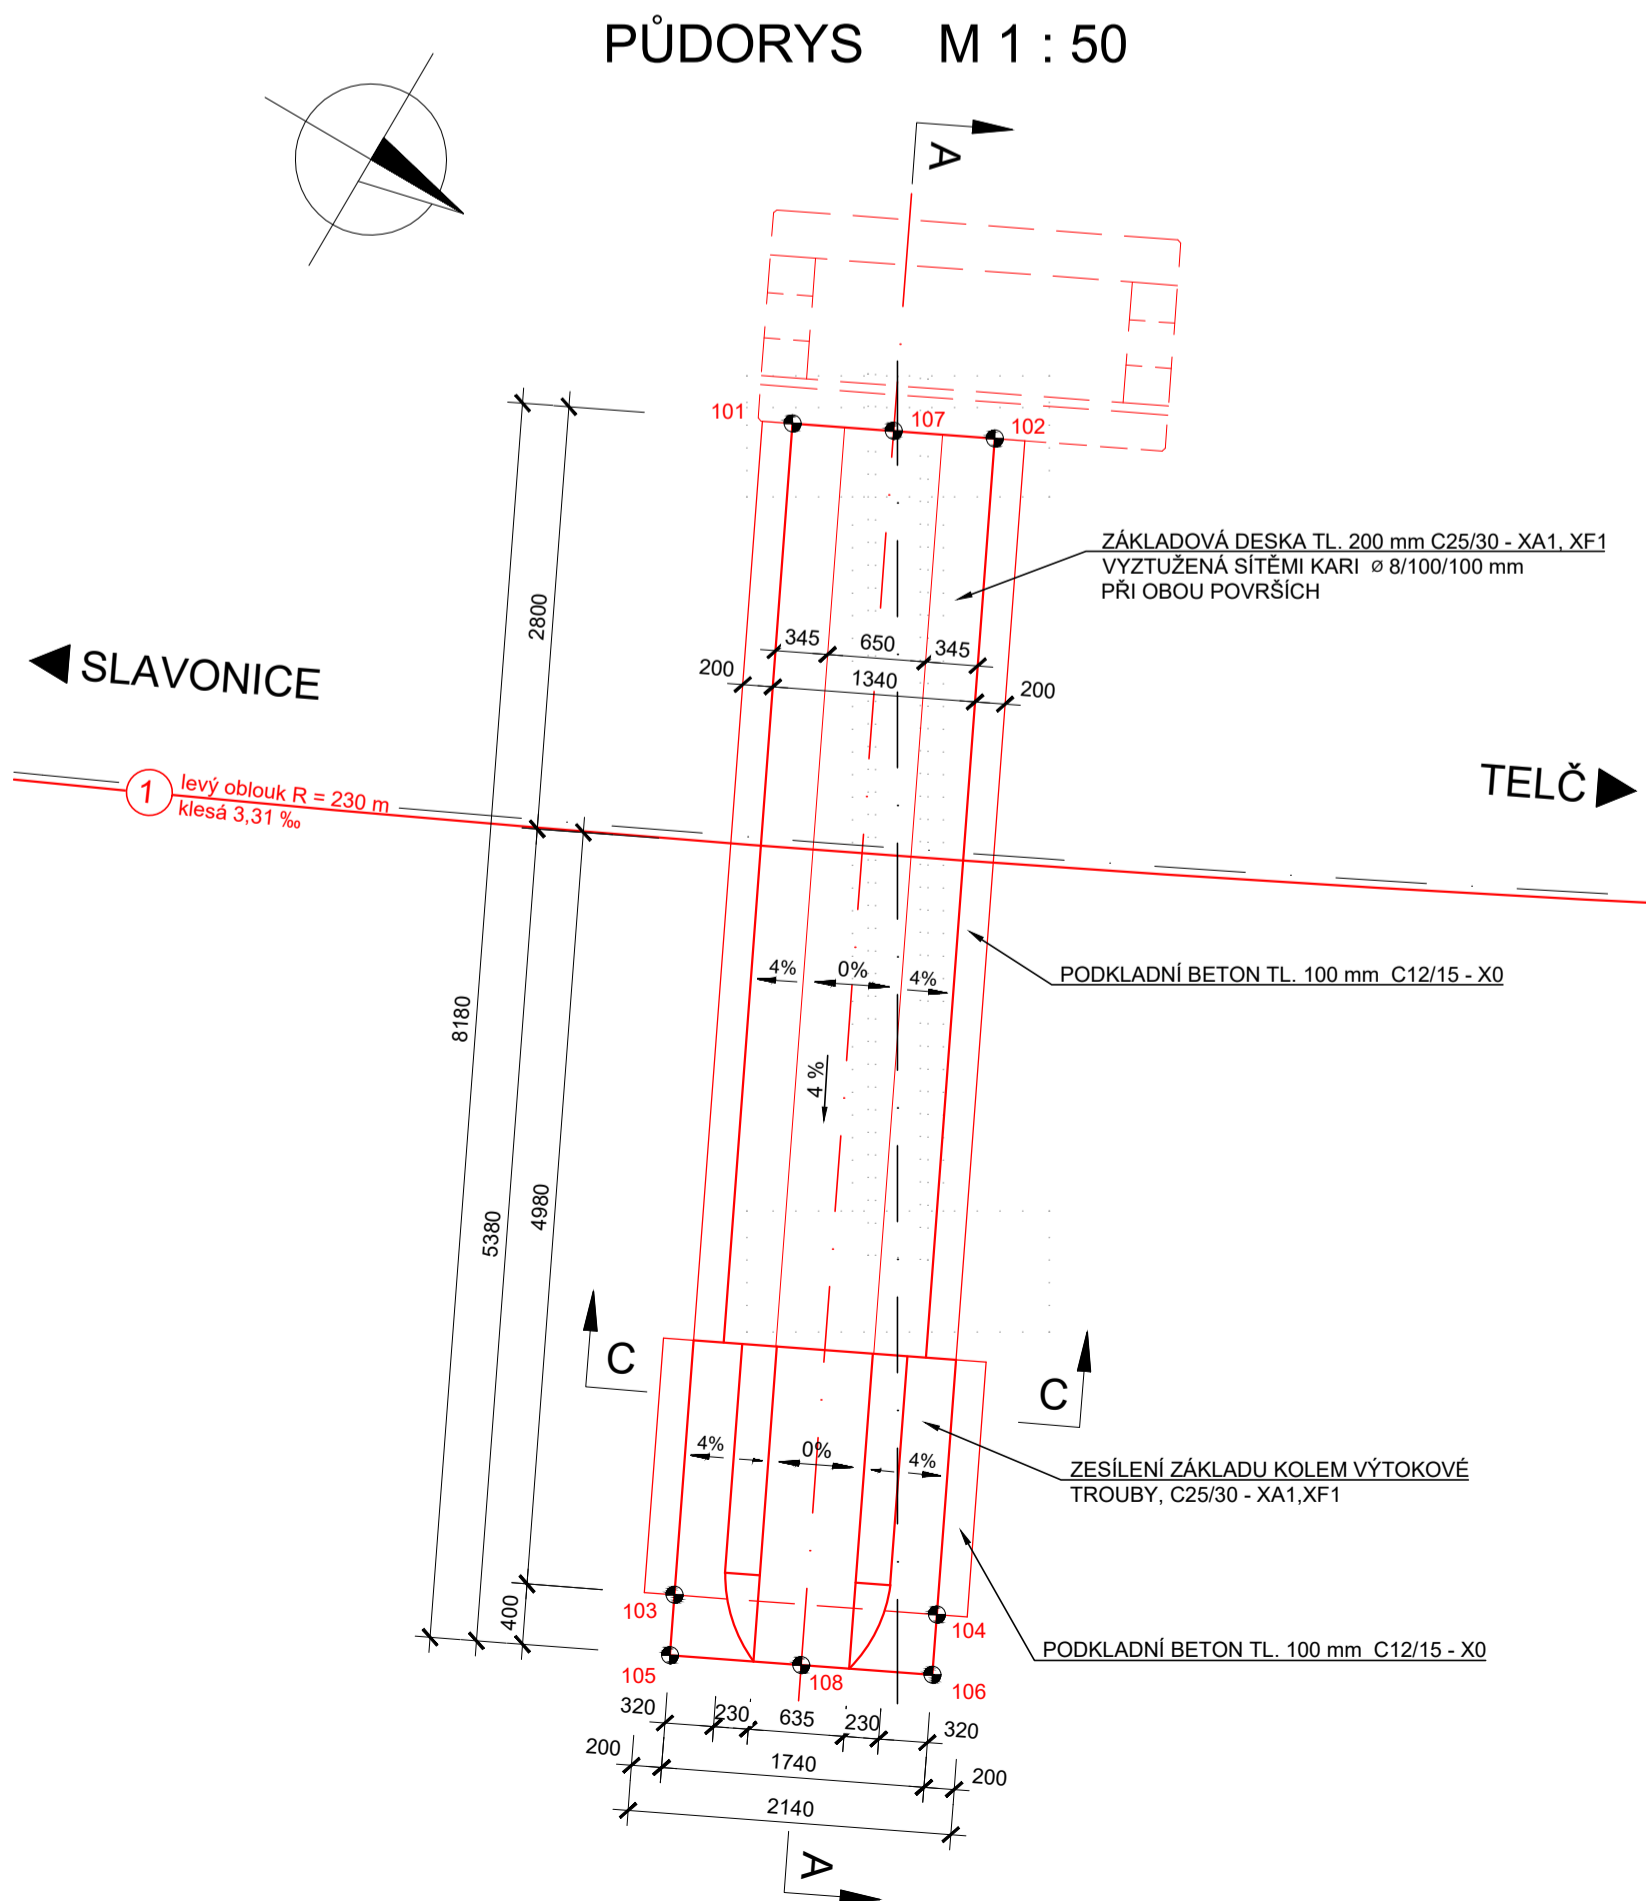 PŮDORYS M 1 : 50
A
101
107
102
ZÁKLADOVÁ DESKA TL. 200 mm C25/30 - XA1, XF1
VYZTUŽENÁ SÍTĚMI KARI ⌀ 8/100/100 mm
PŘI OBOU POVRŠÍCH
2800
345
650
345
200
1340
200
SLAVONICE
TELČ
1
levý oblouk R = 230 m
klesá 3,31 ‰
4%
0%
4%
PODKLADNÍ BETON TL. 100 mm C12/15 - X0
8180
4 %
5380
4980
C
C
4%
0%
4%
ZESÍLENÍ ZÁKLADU KOLEM VÝTOKOVÉ
TROUBY, C25/30 - XA1,XF1
400
103
104
PODKLADNÍ BETON TL. 100 mm C12/15 - X0
105
108
106
320
230
635
230
320
200
1740
200
2140
A